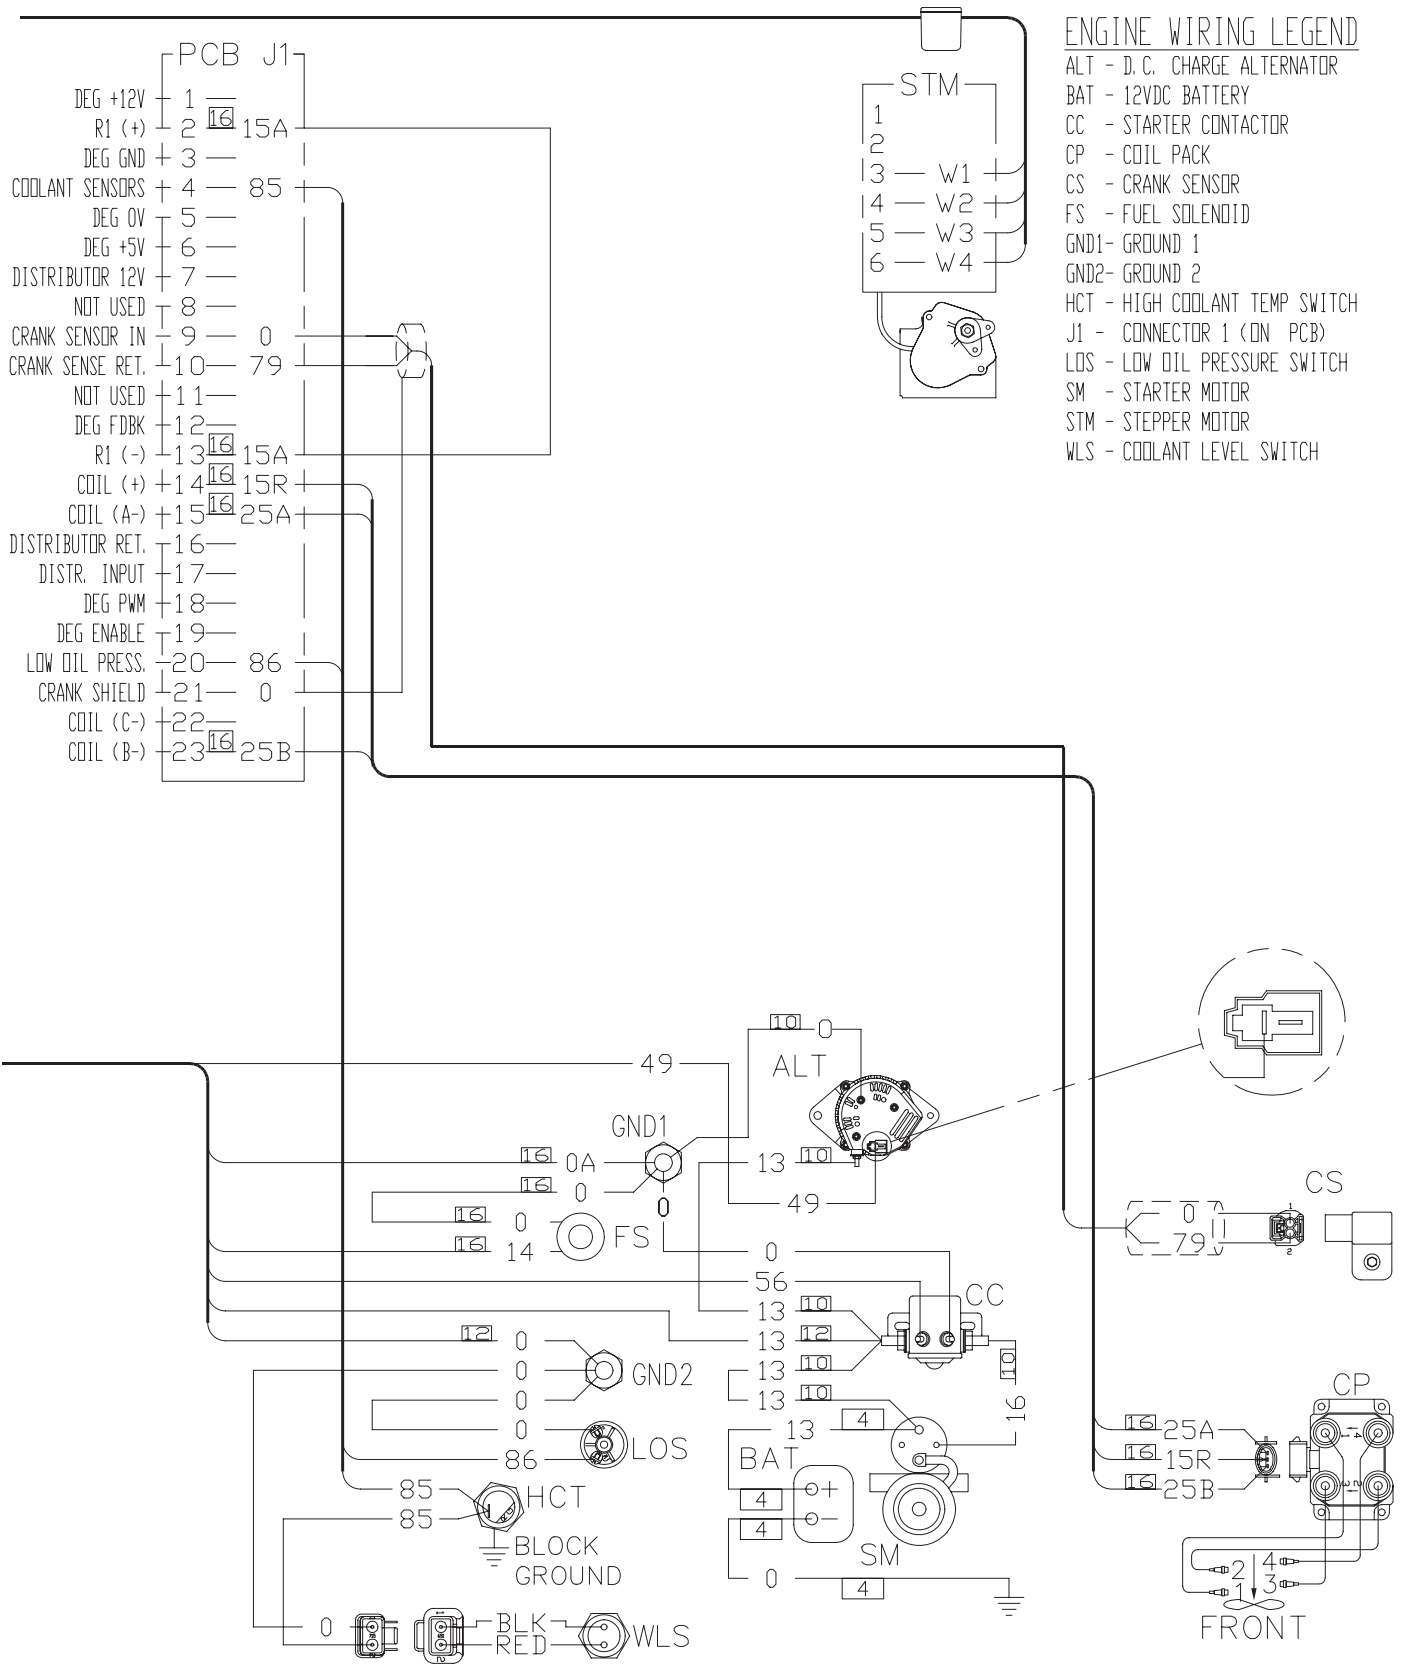 PCB J1
DEG +12V 1
R1 (+) 2 16 15A
DEG GND 3
COOLANT SENSORS 4 85
DEG 0V 5
DEG +5V 6
DISTRIBUTOR 12V 7
NOT USED 8
CRANK SENSOR IN 9 0
CRANK SENSE RET. 10 79
NOT USED 11
DEG FDBK 12
R1 (-) 13 16 15A
COIL (+) 14 16 15R
COIL (A-) 15 16 25A
DISTRIBUTOR RET. 16
DISTR. INPUT 17
DEG PWM 18
DEG ENABLE 19
LOW OIL PRESS. 20 86
CRANK SHIELD 21 0
COIL (C-) 22
COIL (B-) 23 16 25B
STM
1
2
3 W1
4 W2
5 W3
6 W4
ENGINE WIRING LEGEND
ALT - D.C. CHARGE ALTERNATOR
BAT - 12VDC BATTERY
CC - STARTER CONTACTOR
CP - COIL PACK
CS - CRANK SENSOR
FS - FUEL SOLENOID
GND1- GROUND 1
GND2- GROUND 2
HCT - HIGH COOLANT TEMP SWITCH
J1 - CONNECTOR 1 (ON PCB)
LOS - LOW OIL PRESSURE SWITCH
SM - STARTER MOTOR
STM - STEPPER MOTOR
WLS - COOLANT LEVEL SWITCH
10 0
49 ALT
GND1
16 0A
13 10
16 0
0
49
16 0 FS
16 14
0
56
13 10 CC
12 0 13 12
0 GND2 13 10
10
0 13 10
16
0 LOS 13 4
86 BAT
85 HCT 4 +
85 4 -
BLOCK
GROUND
SM
0 4
0 1 2 BLK WLS
RED
CS
0 1
79 2
CP
16 25A 1 4
16 15R
16 25B 3 2
2 4
1 3
FRONT